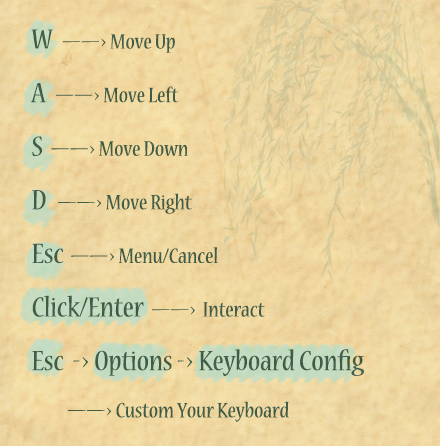 W ——› Move Up
A ——› Move Left
S ——› Move Down
D ——› Move Right
Esc ——› Menu/Cancel
Click/Enter ——› Interact
Esc -› Options -› Keyboard Config
——› Custom Your Keyboard